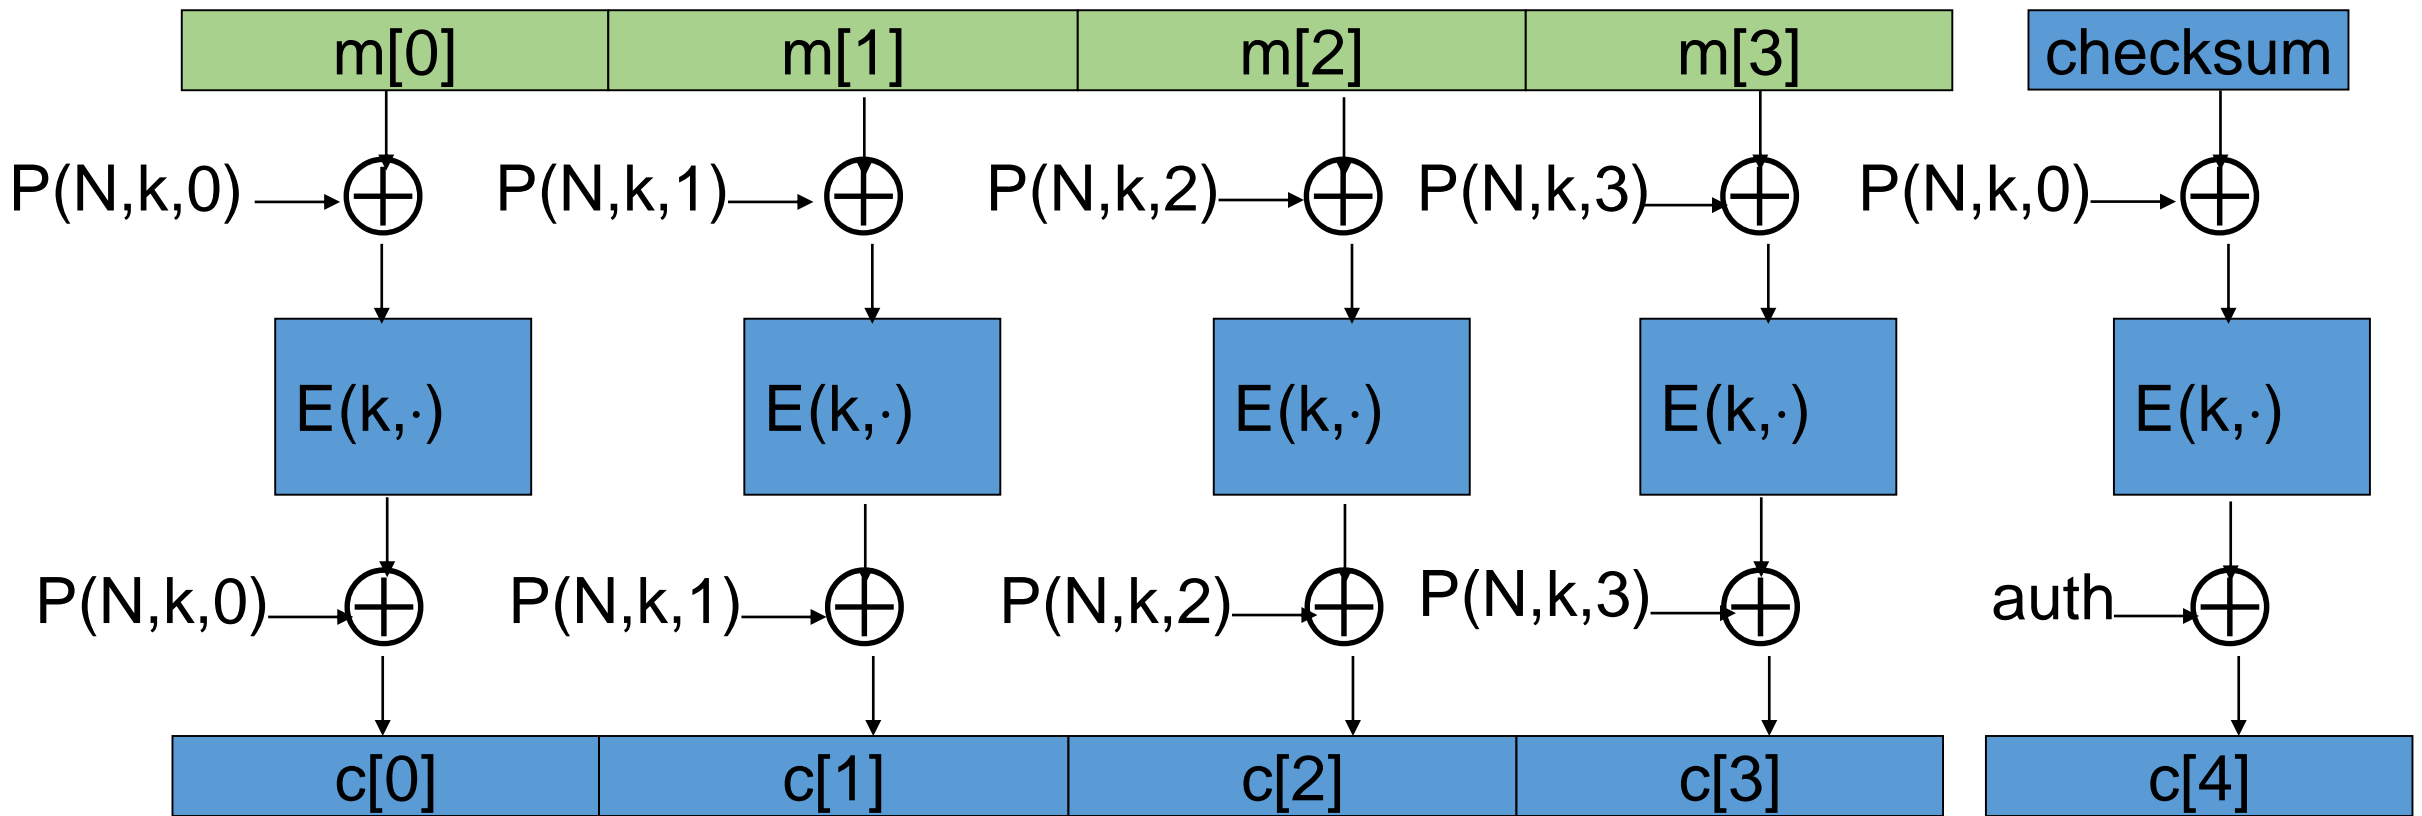 m[0] m[1] m[2] m[3] checksum
P(N,k,0) P(N,k,1) P(N,k,2) P(N,k,3) P(N,k,0)
E(k,·) E(k,·) E(k,·) E(k,·) E(k,·)
P(N,k,0) P(N,k,1) P(N,k,2) P(N,k,3) auth
c[0] c[1] c[2] c[3] c[4]